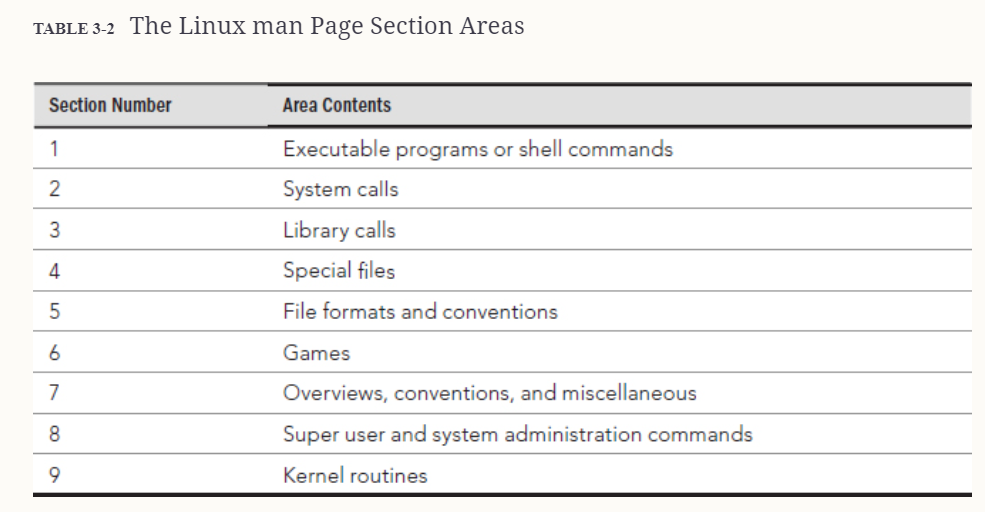 TABLE 3-2 The Linux man Page Section Areas
Section Number Area Contents
1 Executable programs or shell commands
2 System calls
3 Library calls
4 Special files
5 File formats and conventions
6 Games
7 Overviews, conventions, and miscellaneous
8 Super user and system administration commands
9 Kernel routines